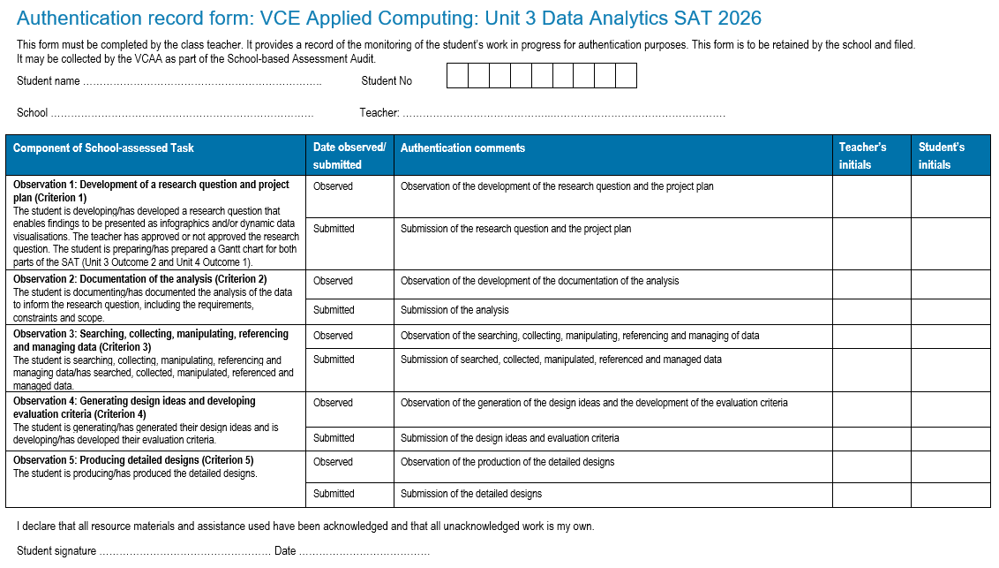 Authentication record form: VCE Applied Computing: Unit 3 Data Analytics SAT 2026
This form must be completed by the class teacher. It provides a record of the monitoring of the student's work in progress for authentication purposes. This form is to be retained by the school and filed.
It may be collected by the VCAA as part of the School-based Assessment Audit.
Student name …………………………………………………………….. Student No
School …………………………………………………………………. Teacher: ………………………………………………………………………………….
Component of School-assessed Task
Date observed/
submitted
Authentication comments
Teacher's
initials
Student's
initials
Observation 1: Development of a research question and project
plan (Criterion 1)
The student is developing/has developed a research question that
enables findings to be presented as infographics and/or dynamic data
visualisations. The teacher has approved or not approved the research
question. The student is preparing/has prepared a Gantt chart for both
parts of the SAT (Unit 3 Outcome 2 and Unit 4 Outcome 1).
Observed
Observation of the development of the research question and the project plan
Submitted
Submission of the research question and the project plan
Observation 2: Documentation of the analysis (Criterion 2)
The student is documenting/has documented the analysis of the data
to inform the research question, including the requirements,
constraints and scope.
Observed
Observation of the development of the documentation of the analysis
Submitted
Submission of the analysis
Observation 3: Searching, collecting, manipulating, referencing
and managing data (Criterion 3)
The student is searching, collecting, manipulating, referencing and
managing data/has searched, collected, manipulated, referenced and
managed data.
Observed
Observation of the searching, collecting, manipulating, referencing and managing of data
Submitted
Submission of searched, collected, manipulated, referenced and managed data
Observation 4: Generating design ideas and developing
evaluation criteria (Criterion 4)
The student is generating/has generated their design ideas and is
developing/has developed their evaluation criteria.
Observed
Observation of the generation of the design ideas and the development of the evaluation criteria
Submitted
Submission of the design ideas and evaluation criteria
Observation 5: Producing detailed designs (Criterion 5)
The student is producing/has produced the detailed designs.
Observed
Observation of the production of the detailed designs
Submitted
Submission of the detailed designs
I declare that all resource materials and assistance used have been acknowledged and that all unacknowledged work is my own.
Student signature …………………………………………… Date …………………………………